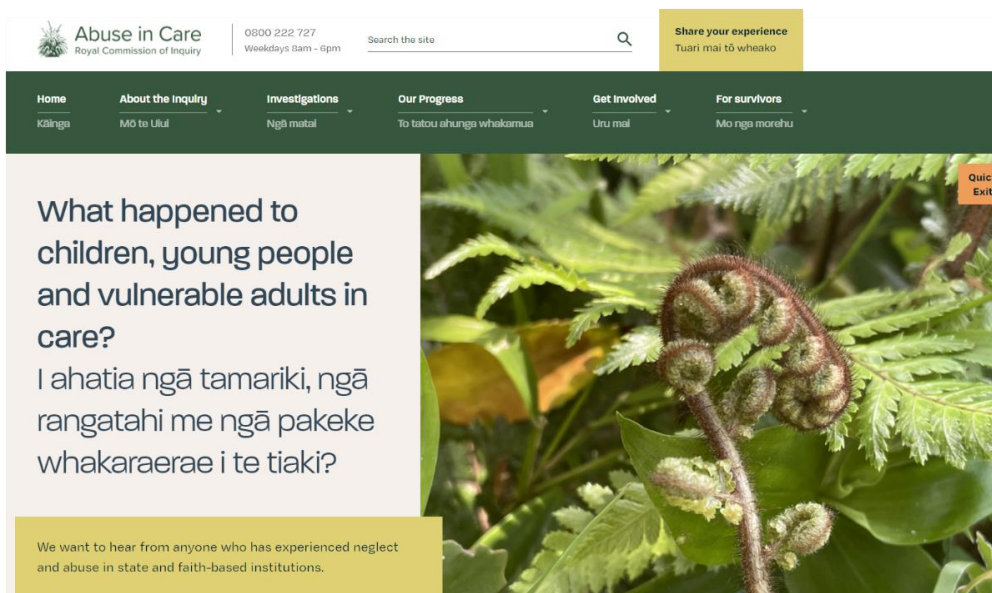 Abuse in Care
Royal Commission of Inquiry
0800 222 727
Weekdays 8am - 6pm
Search the site
Share your experience
Tuari mai tō wheako
Home
Kāinga
About the Inquiry
Mō te Uiui
Investigations
Ngā matai
Our Progress
To tatou ahunga whakamua
Get Involved
Uru mai
For survivors
Mo nga morehu
Quic
Exit
What happened to
children, young people
and vulnerable adults in
care?
I ahatia ngā tamariki, ngā
rangatahi me ngā pakeke
whakaraerae i te tiaki?
We want to hear from anyone who has experienced neglect
and abuse in state and faith-based institutions.